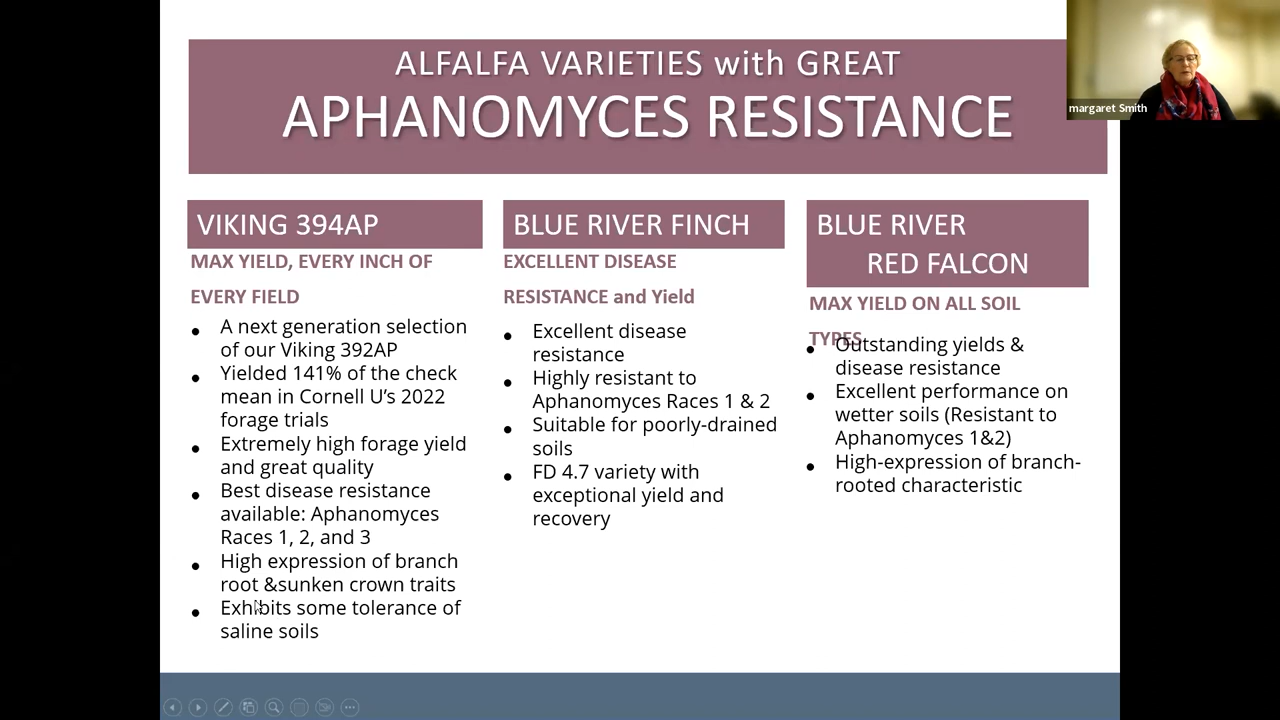 ALFALFA VARIETIES with GREAT
APHANOMYCES RESISTANCE
margaret Smith
VIKING 394AP
MAX YIELD, EVERY INCH OF
EVERY FIELD
• A next generation selection
of our Viking 392AP
• Yielded 141% of the check
mean in Cornell U's 2022
forage trials
• Extremely high forage yield
and great quality
• Best disease resistance
available: Aphanomyces
Races 1, 2, and 3
• High expression of branch
root &sunken crown traits
• Exhibits some tolerance of
saline soils
BLUE RIVER FINCH
EXCELLENT DISEASE
RESISTANCE and Yield
• Excellent disease
resistance
• Highly resistant to
Aphanomyces Races 1 & 2
• Suitable for poorly-drained
soils
• FD 4.7 variety with
exceptional yield and
recovery
BLUE RIVER
RED FALCON
MAX YIELD ON ALL SOIL
TYPES
• Outstanding yields &
disease resistance
• Excellent performance on
wetter soils (Resistant to
Aphanomyces 1&2)
• High-expression of branch-
rooted characteristic